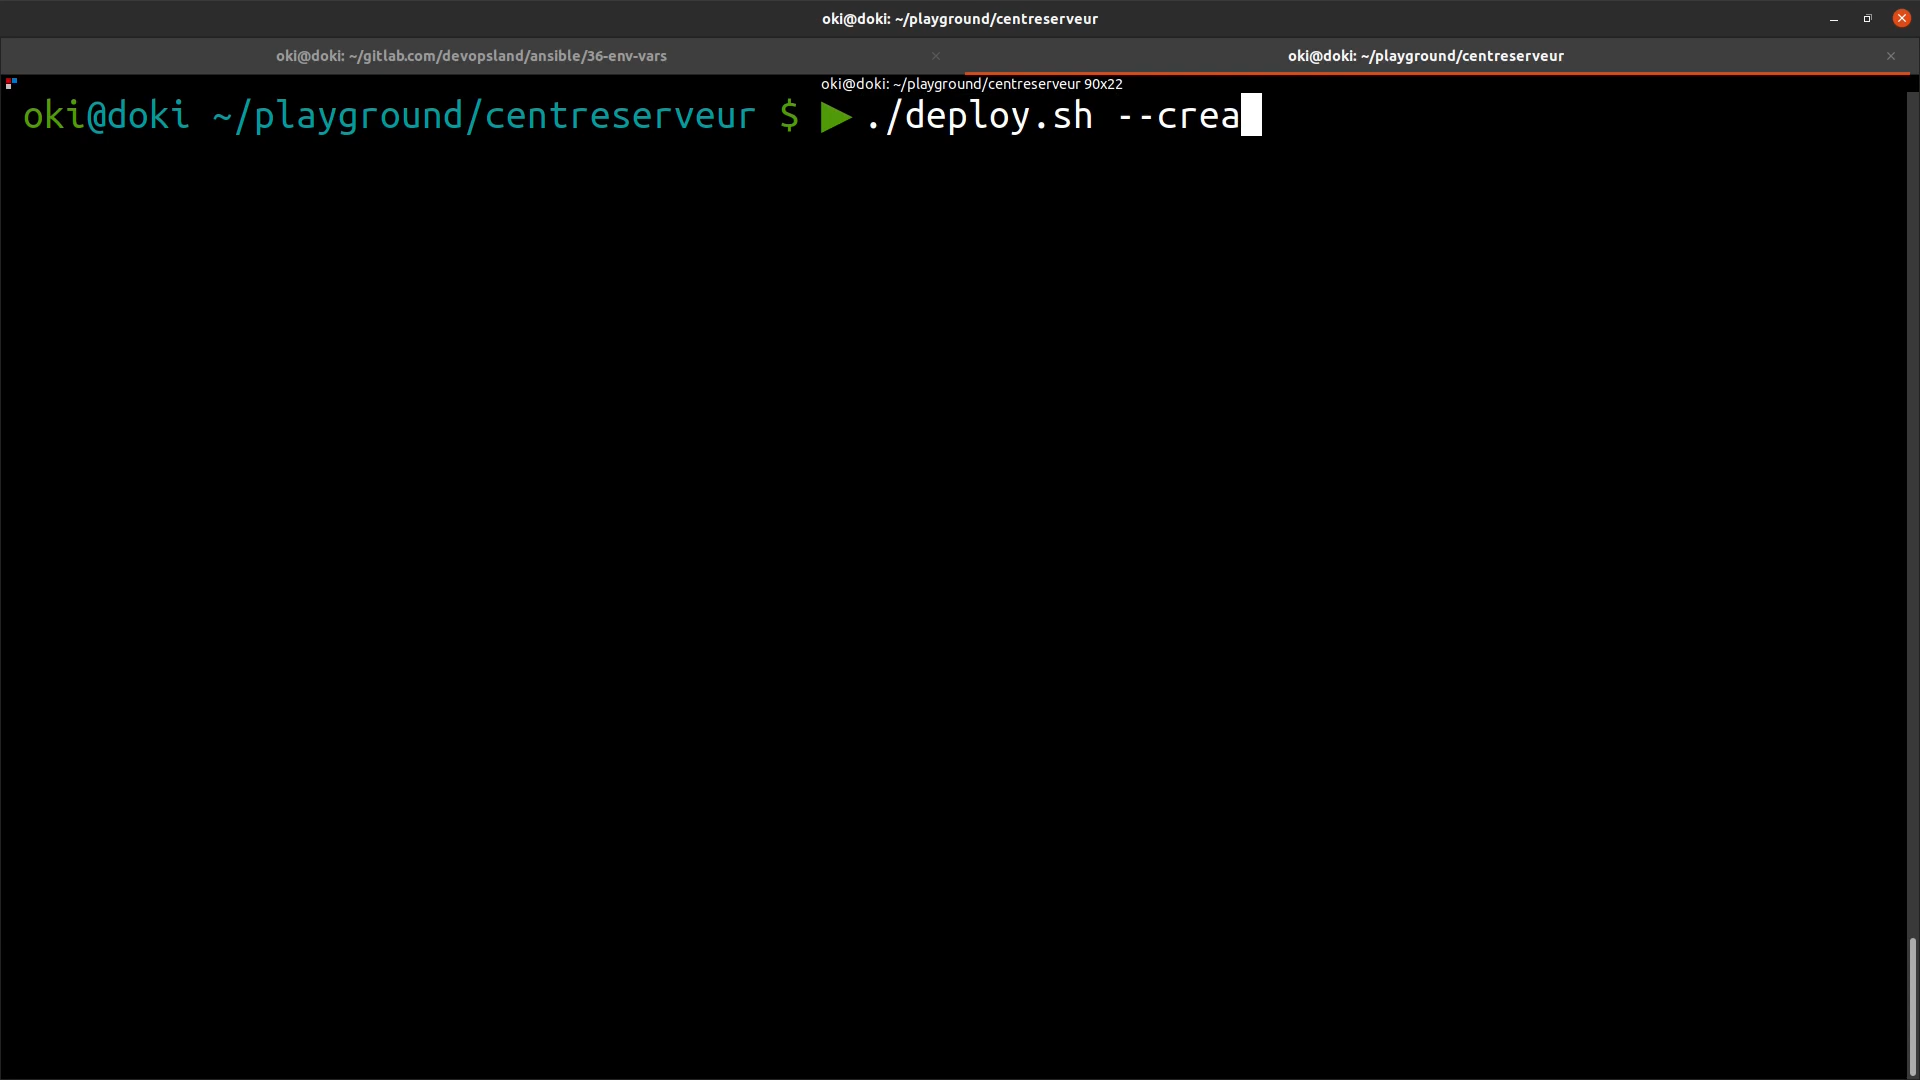 oki@doki: ~/playground/centreserveur
oki@doki: ~/gitlab.com/devopsland/ansible/36-env-vars
oki@doki: ~/playground/centreserveur
oki@doki: ~/playground/centreserveur 90x22
oki@doki ~/playground/centreserveur $ ▶ ./deploy.sh --crea